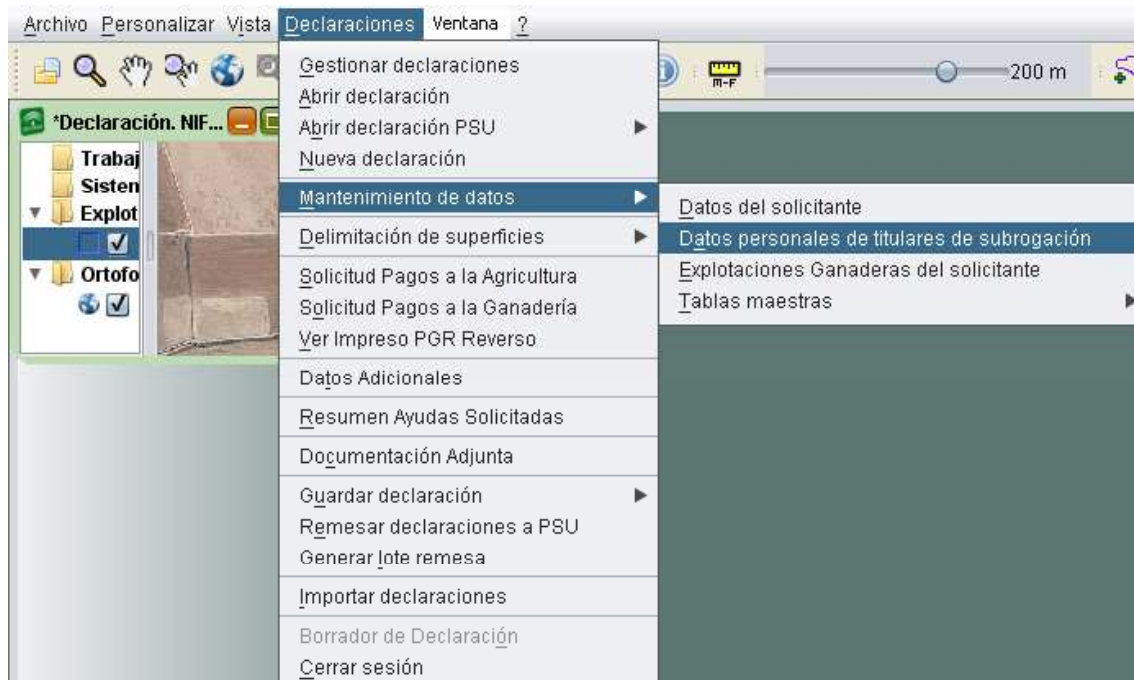 Archivo Personalizar Vista Declaraciones Ventana ?
m-F
200 m
*Declaración. NIF...
Trabaj
Sisten
Explot
Ortofo
Gestionar declaraciones
Abrir declaración
Abrir declaración PSU
Nueva declaración
Mantenimiento de datos
Delimitación de superficies
Solicitud Pagos a la Agricultura
Solicitud Pagos a la Ganadería
Ver Impreso PGR Reverso
Datos Adicionales
Resumen Ayudas Solicitadas
Documentación Adjunta
Guardar declaración
Remesar declaraciones a PSU
Generar lote remesa
Importar declaraciones
Borrador de Declaración
Cerrar sesión
Datos del solicitante
Datos personales de titulares de subrogación
Explotaciones Ganaderas del solicitante
Tablas maestras